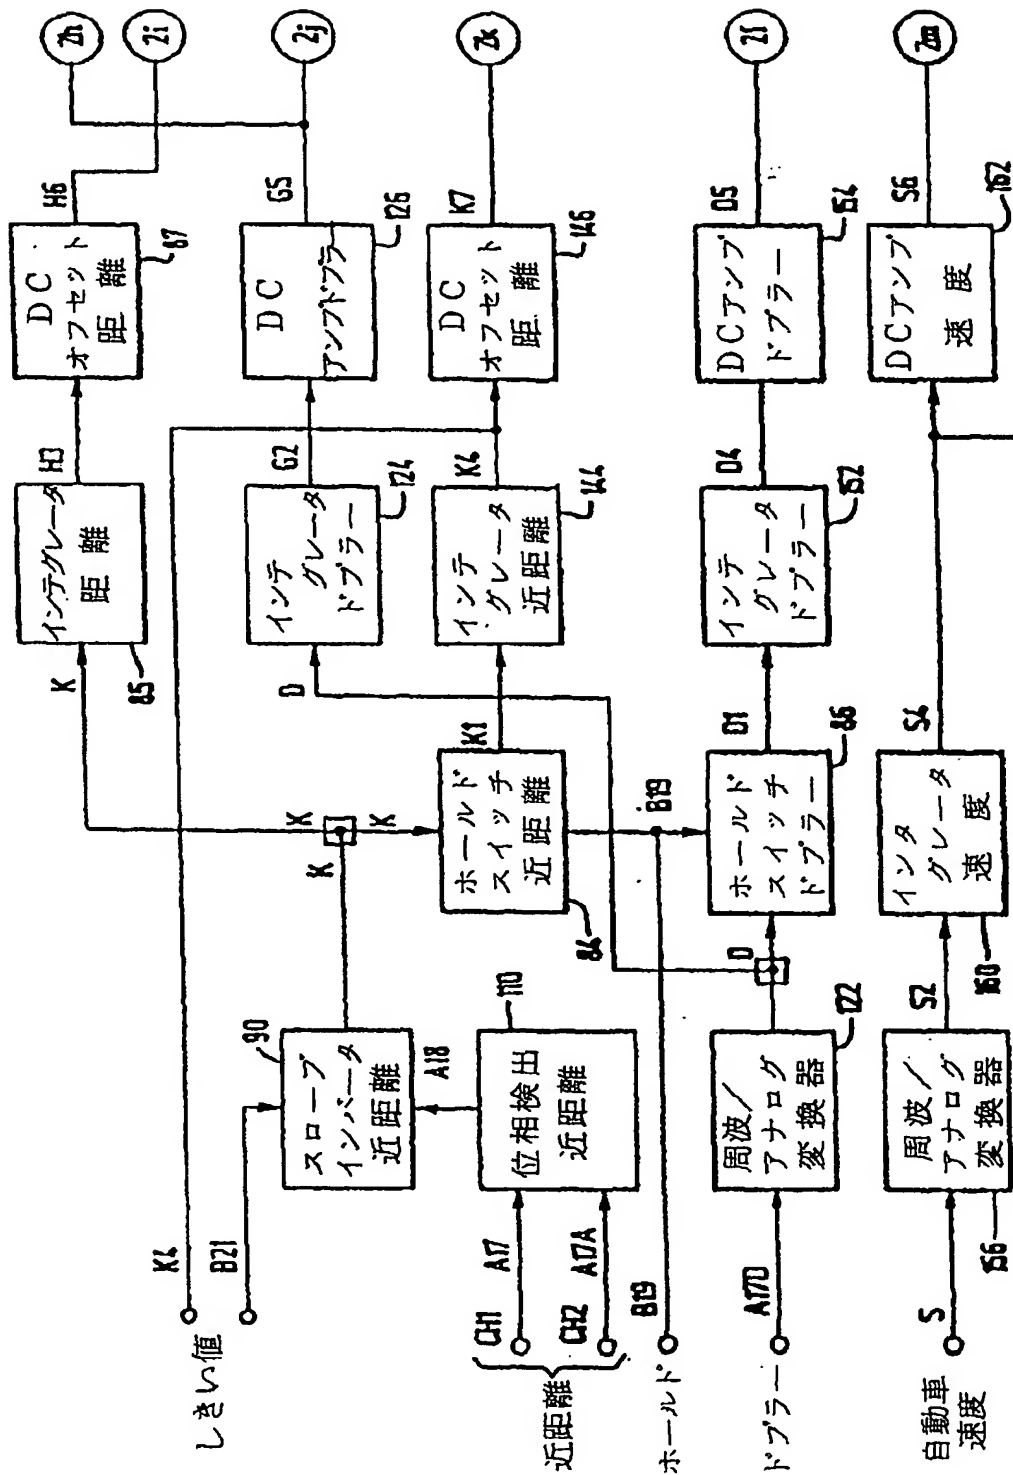 2h
2i
2j
2k
2l
2m
H6
G5
K7
D5
S6
DC
オフセット
距離
87
DC
アンプドプラ
126
DC
オフセット
距離
146
DCアンプ
ドプラー
154
DCアンプ
速度
162
H3
G2
K4
D4
インテグレータ
距離
85
インテ
グレータ
ドプラー
124
インテ
グレータ
近距離
144
インテ
グレータ
ドプラー
152
K
D
K1
D1
S4
ホールド
スイッチ
近距離
84
B19
ホールド
スイッチ
ドプラー
86
インタ
グレータ
速度
160
K
K
K
D
S2
90
スロープ
インバータ
近距離
A18
110
位相検出
近距離
周波/
アナログ
変換器
122
周波/
アナログ
変換器
156
K4
B21
しきい値
CH1
A17
CH2
A17A
近距離
B19
ホールド
A17D
ドプラー
S
自動車
速度